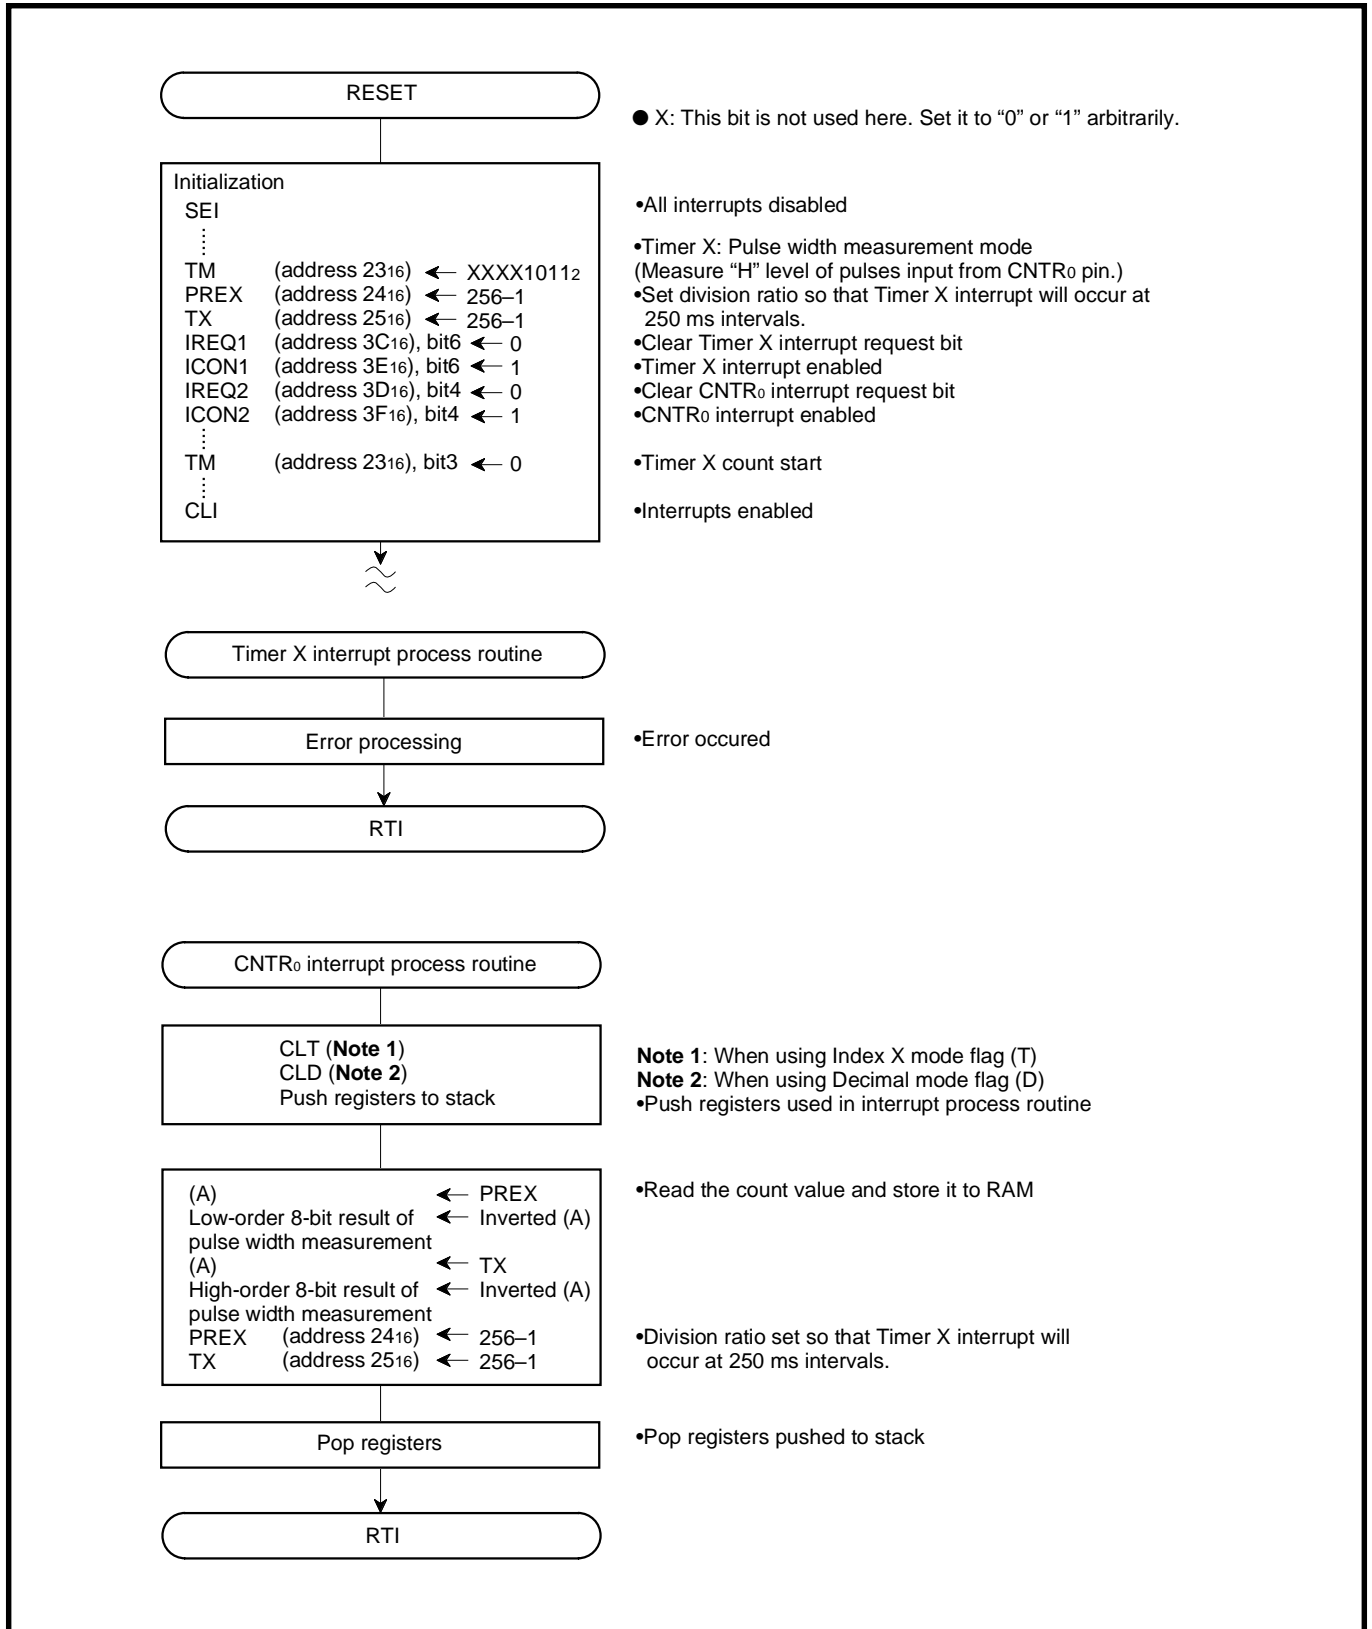 RESET
● X: This bit is not used here. Set it to “0” or “1” arbitrarily.
Initialization
SEI
•All interrupts disabled
•Timer X: Pulse width measurement mode
TM (address 2316) ← XXXX10112
(Measure “H” level of pulses input from CNTR0 pin.)
PREX (address 2416) ← 256–1
•Set division ratio so that Timer X interrupt will occur at
TX (address 2516) ← 256–1
250 ms intervals.
IREQ1 (address 3C16), bit6 ← 0
•Clear Timer X interrupt request bit
ICON1 (address 3E16), bit6 ← 1
•Timer X interrupt enabled
IREQ2 (address 3D16), bit4 ← 0
•Clear CNTR0 interrupt request bit
ICON2 (address 3F16), bit4 ← 1
•CNTR0 interrupt enabled
TM (address 2316), bit3 ← 0
•Timer X count start
CLI
•Interrupts enabled
Timer X interrupt process routine
Error processing
•Error occured
RTI
CNTR0 interrupt process routine
CLT (Note 1)
Note 1: When using Index X mode flag (T)
CLD (Note 2)
Note 2: When using Decimal mode flag (D)
Push registers to stack
•Push registers used in interrupt process routine
(A) ← PREX
•Read the count value and store it to RAM
Low-order 8-bit result of ← Inverted (A)
pulse width measurement
(A) ← TX
High-order 8-bit result of ← Inverted (A)
pulse width measurement
PREX (address 2416) ← 256–1
•Division ratio set so that Timer X interrupt will
TX (address 2516) ← 256–1
occur at 250 ms intervals.
Pop registers
•Pop registers pushed to stack
RTI